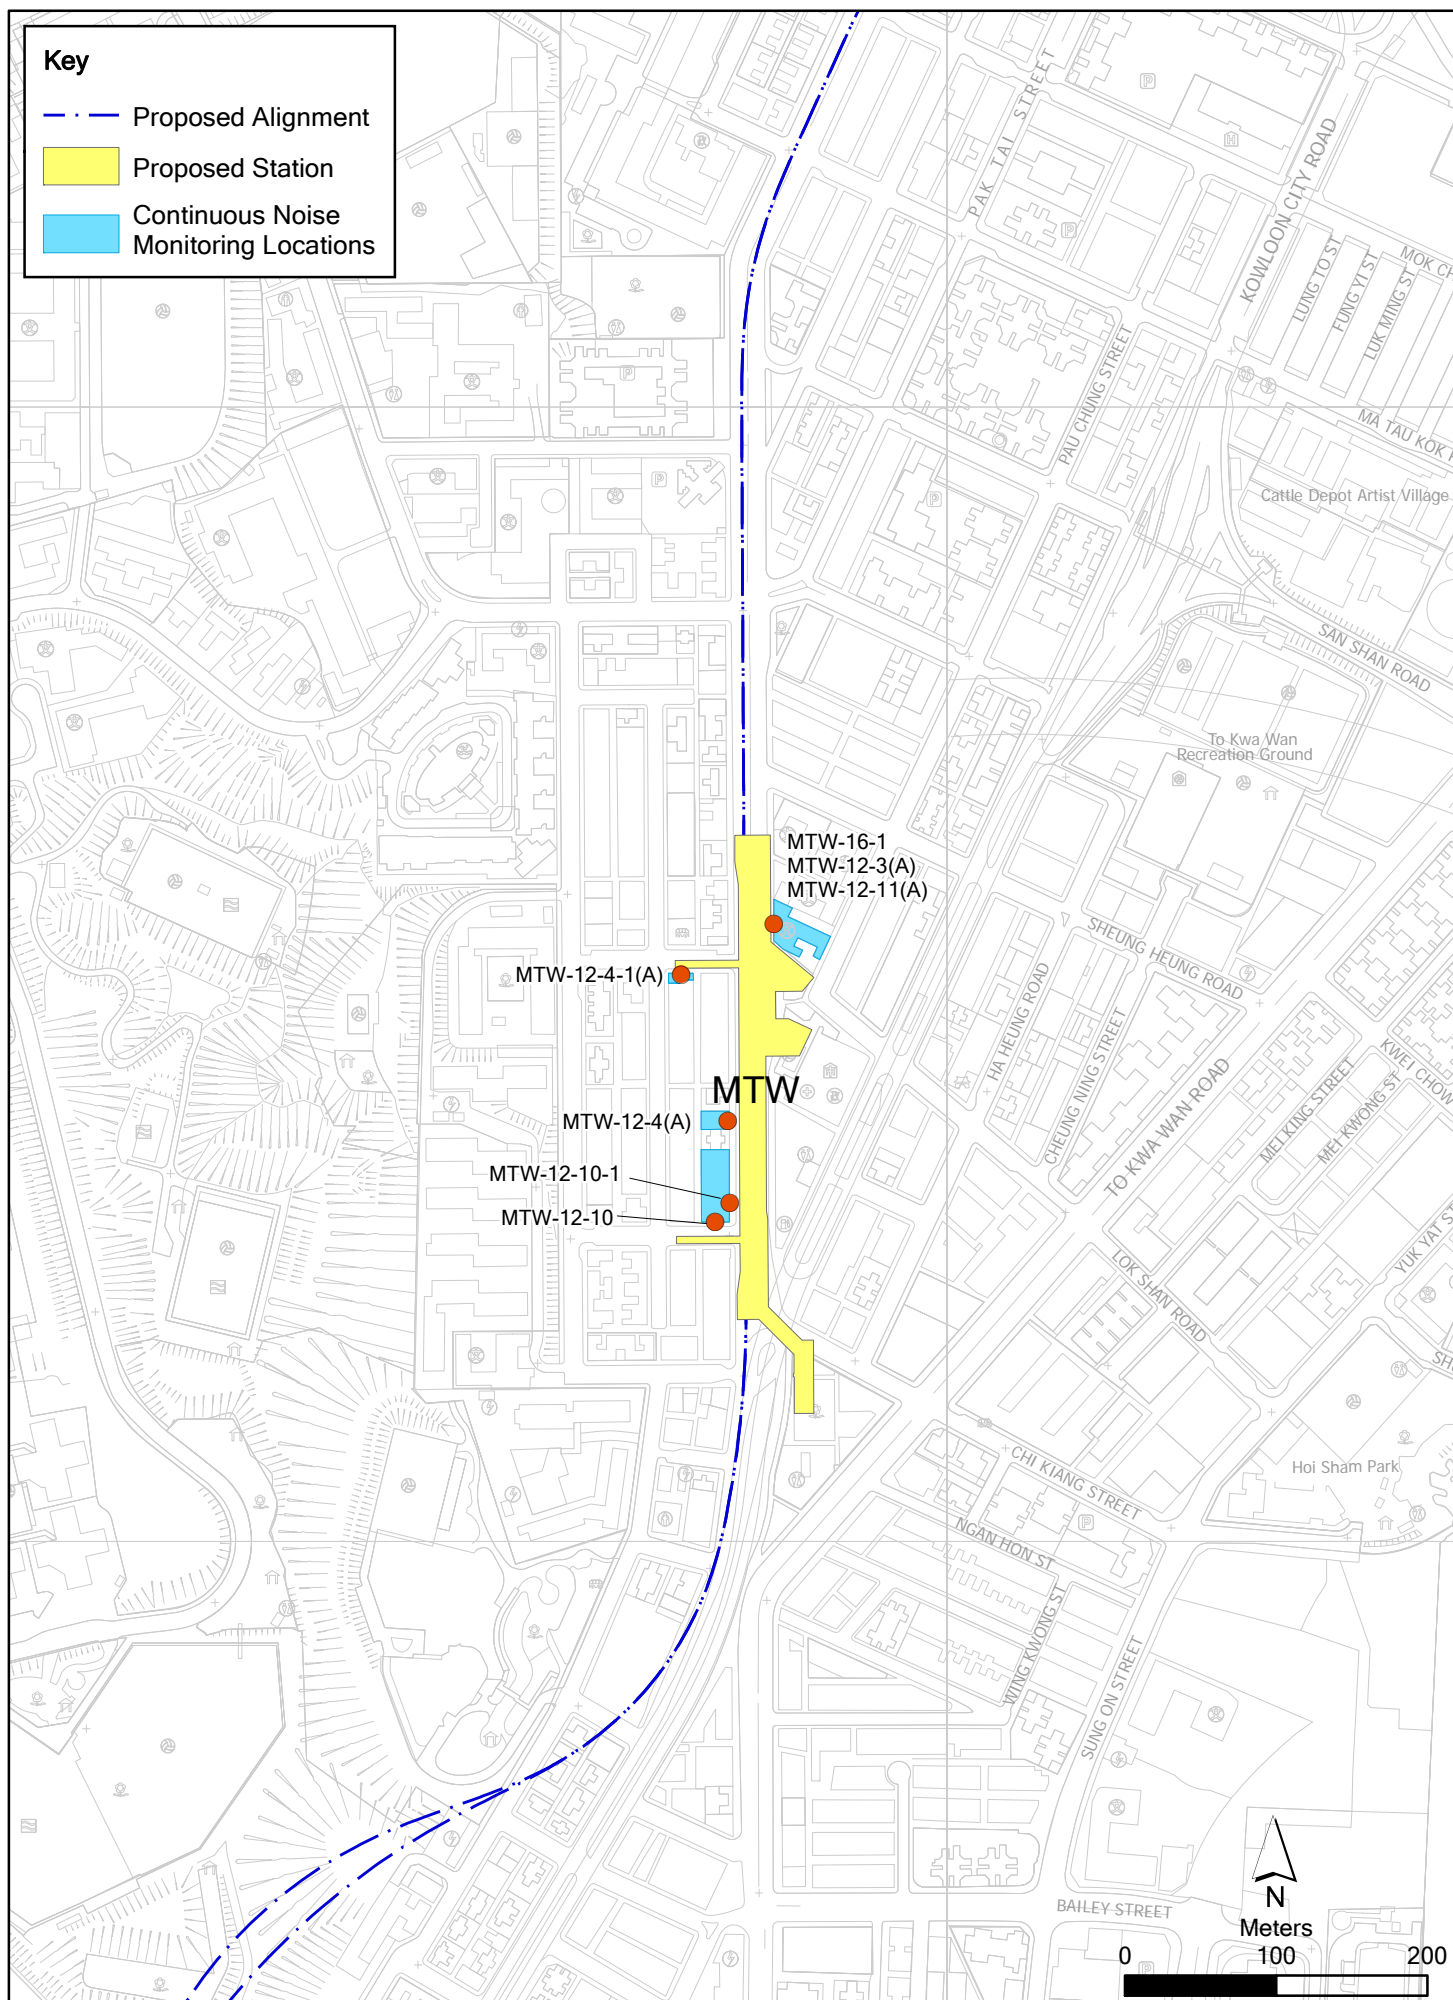 Key
Proposed Alignment
Proposed Station
Continuous Noise
Monitoring Locations
PAK TAI STREET
KOWLOON CITY ROAD
LUNG TO ST
FUNG YI ST
LUK MING ST
MOK CH
PAU CHUNG STREET
MA TAU KOK R
Cattle Depot Artist Village
SAN SHAN ROAD
To Kwa Wan
Recreation Ground
MTW-16-1
MTW-12-3(A)
MTW-12-11(A)
MTW-12-4-1(A)
SHEUNG HEUNG ROAD
HA HEUNG ROAD
CHEUNG NING STREET
TO KWA WAN ROAD
KWEI CHOW
MEI KING STREET
MEI KWONG ST
MTW
MTW-12-4(A)
MTW-12-10-1
MTW-12-10
YUK YAT ST
LOK SHAN ROAD
SH
Hoi Sham Park
CHI KIANG STREET
NGAN HON ST
WING KWONG ST
SUNG ON STREET
BAILEY STREET
N
Meters
0 100 200